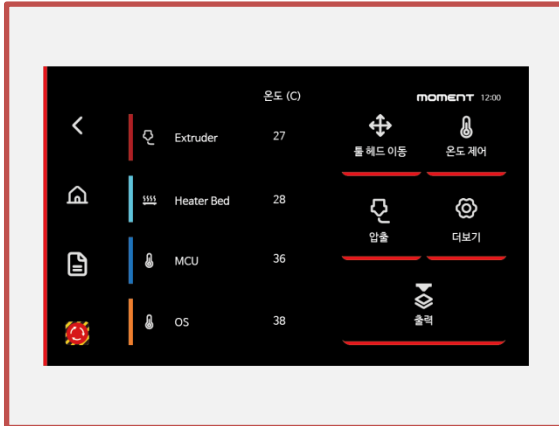 온도 (C)
MOMENT 12:00
Extruder 27
Heater Bed 28
MCU 36
OS 38
툴 헤드 이동
온도 제어
압출
더보기
출력